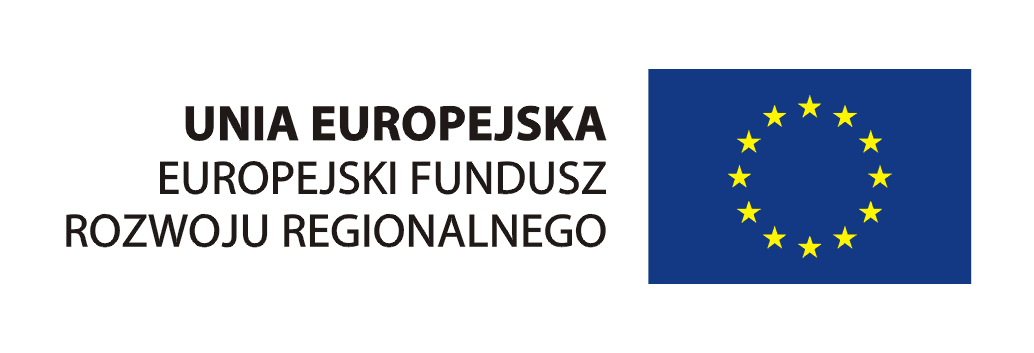 UNIA EUROPEJSKA
EUROPEJSKI FUNDUSZ
ROZWOJU REGIONALNEGO